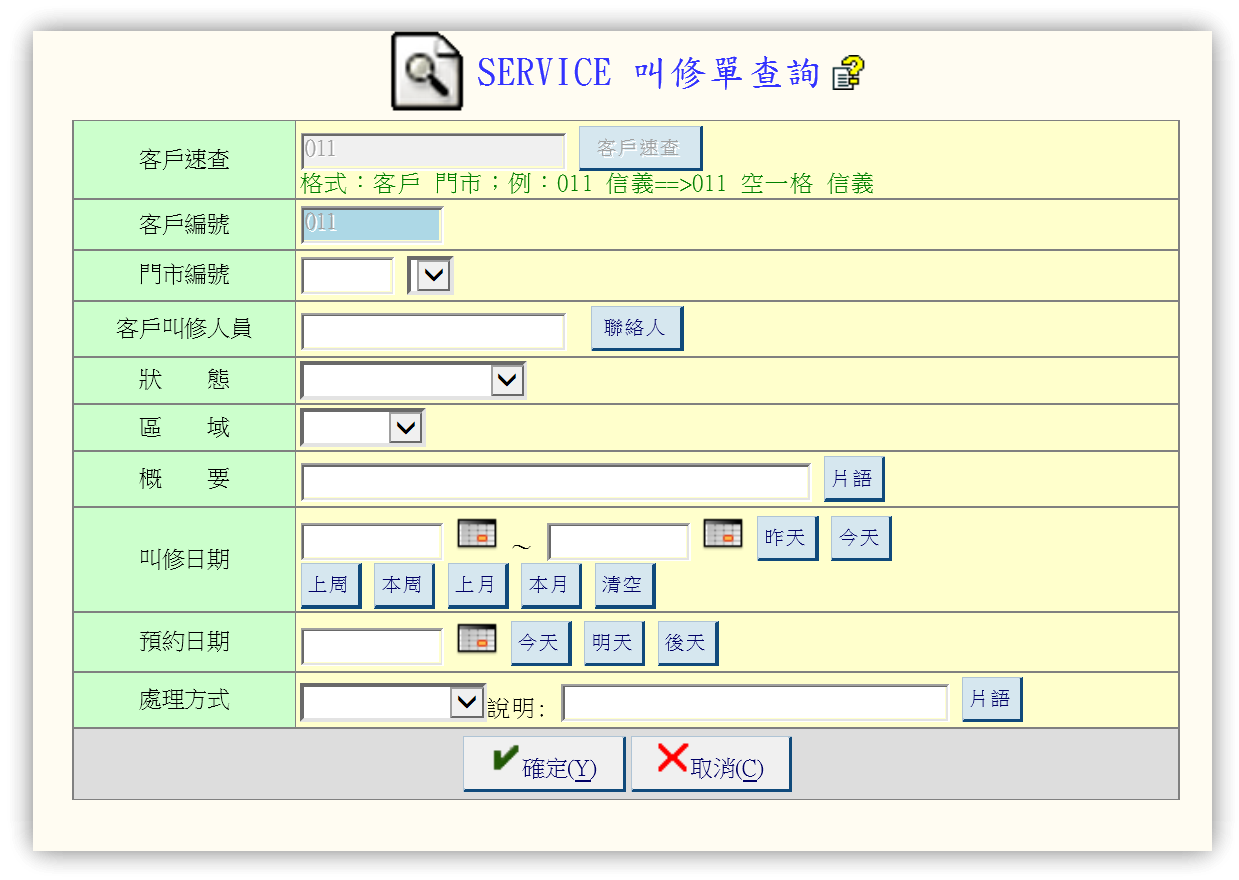 SERVICE 叫修單查詢
客戶速查 011 客戶速查
格式：客戶 門市；例：011 信義==>011 空一格 信義
客戶編號 011
門市編號
客戶叫修人員 聯絡人
狀 態
區 域
概 要 片語
叫修日期 ~ 昨天 今天
上周 本周 上月 本月 清空
預約日期 今天 明天 後天
處理方式 說明: 片語
確定(Y) 取消(C)